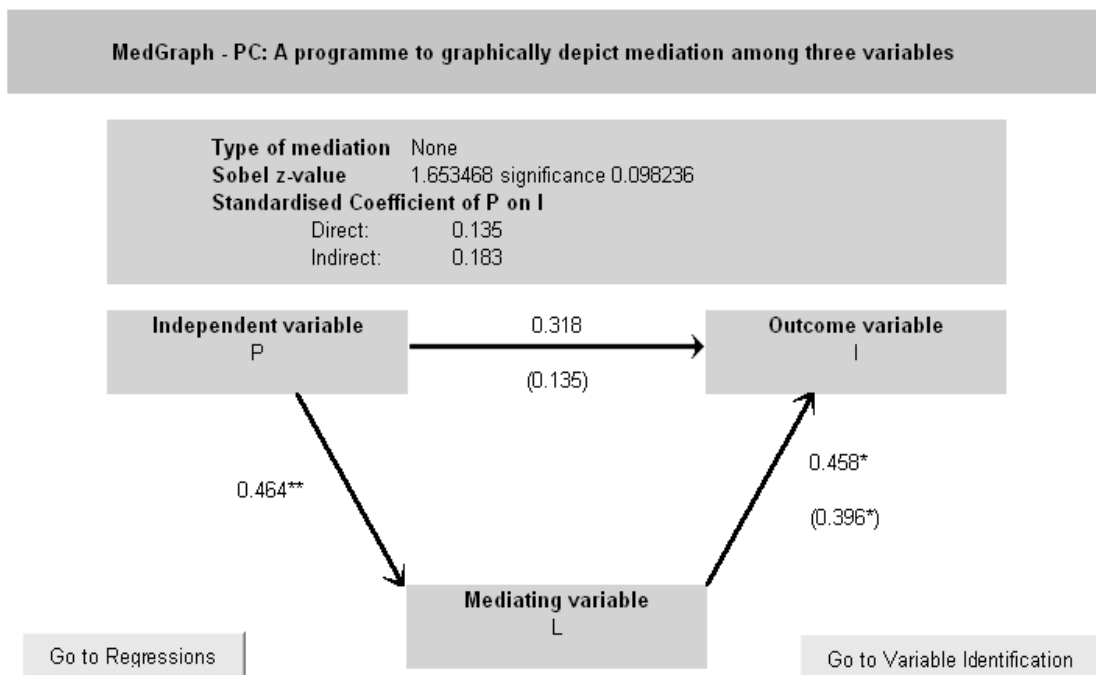 MedGraph - PC: A programme to graphically depict mediation among three variables
Type of mediation None
Sobel z-value 1.653468 significance 0.098236
Standardised Coefficient of P on I
Direct: 0.135
Indirect: 0.183
Independent variable
P
0.318
(0.135)
Outcome variable
I
0.464**
0.458*
(0.396*)
Mediating variable
L
Go to Regressions
Go to Variable Identification